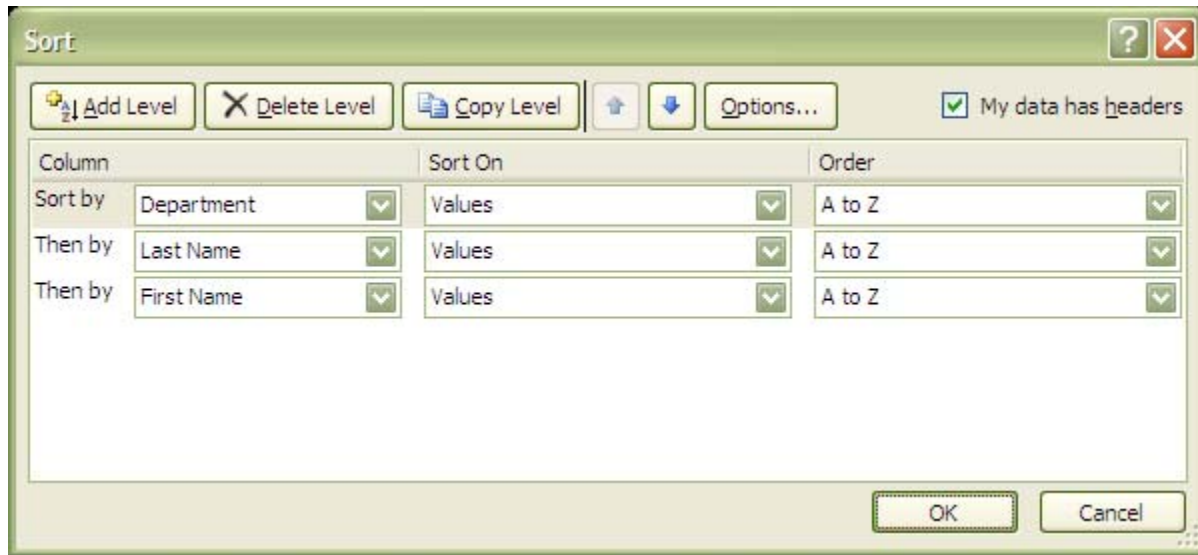 Sort
Add Level Delete Level Copy Level Options... My data has headers
Column Sort On Order
Sort by Department Values A to Z
Then by Last Name Values A to Z
Then by First Name Values A to Z
OK Cancel